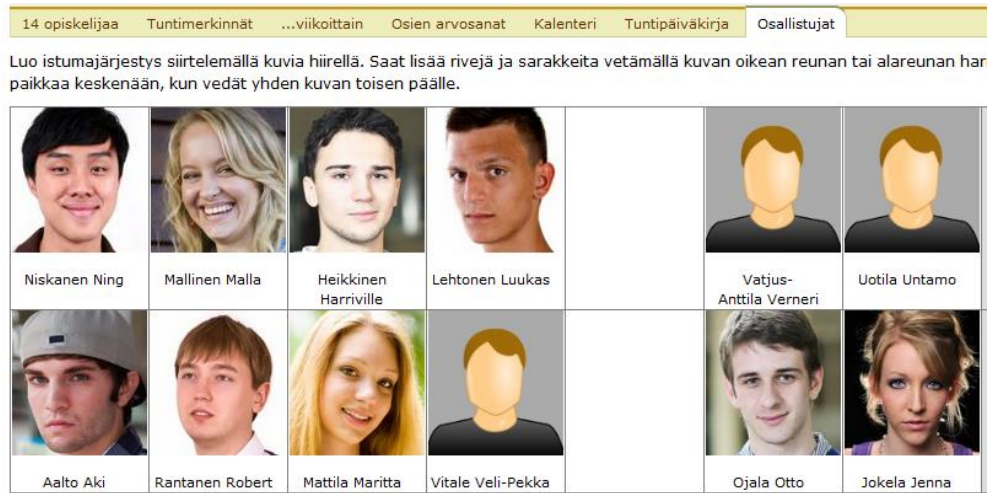 14 opiskelijaa Tuntimerkinnät ...viikoittain Osien arvosanat Kalenteri Tuntipäiväkirja Osallistujat
Luo istumajärjestys siirtelemällä kuvia hiirellä. Saat lisää rivejä ja sarakkeita vetämällä kuvan oikean reunan tai alareunan har
paikkaa keskenään, kun vedät yhden kuvan toisen päälle.
Niskanen Ning Mallinen Malla Heikkinen Lehtonen Luukas Vatjus- Uotila Untamo
Harriville Anttila Verneri
Aalto Aki Rantanen Robert Mattila Maritta Vitale Veli-Pekka Ojala Otto Jokela Jenna